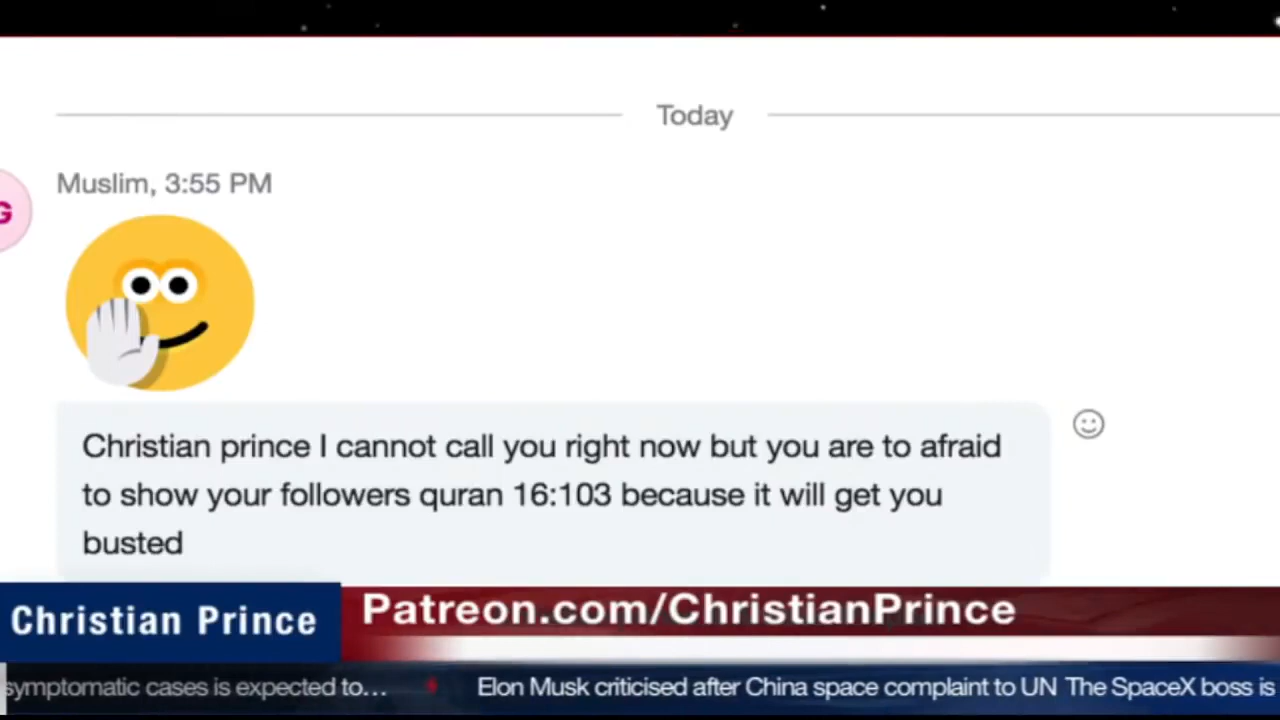 Today
G
Muslim, 3:55 PM
Christian prince I cannot call you right now but you are to afraid
to show your followers quran 16:103 because it will get you
busted
Christian Prince
Patreon.com/ChristianPrince
symptomatic cases is expected to… Elon Musk criticised after China space complaint to UN The SpaceX boss is